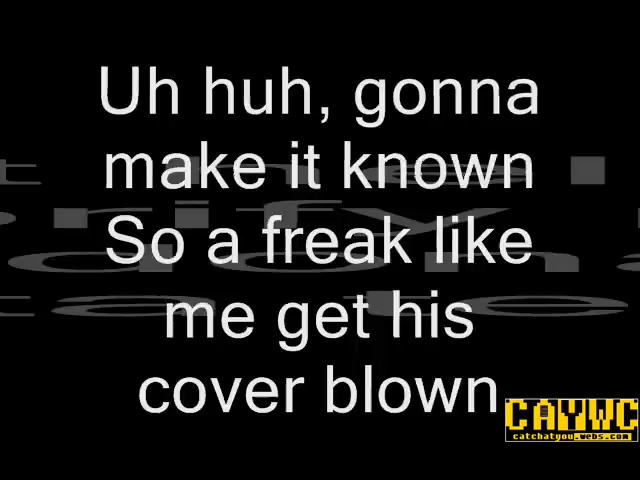 Uh huh, gonna
make it known
So a freak like
me get his
cover blown
CAYWC
catchatyou.webs.com